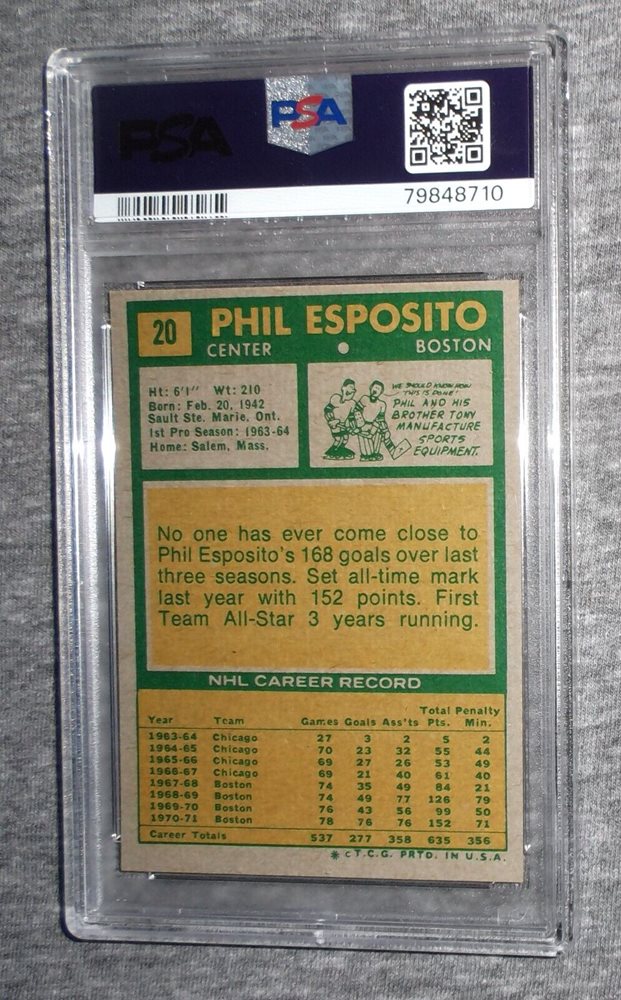 PSA
PSA
79848710
20
PHIL ESPOSITO
CENTER
BOSTON
Ht: 6'1" Wt: 210
Born: Feb. 20, 1942
Sault Ste. Marie, Ont.
1st Pro Season: 1963-64
Home: Salem, Mass.
WE SHOULD KNOW HOW
THIS IS DONE!
PHIL AND HIS
BROTHER TONY
MANUFACTURE
SPORTS
EQUIPMENT.
No one has ever come close to
Phil Esposito's 168 goals over last
three seasons. Set all-time mark
last year with 152 points. First
Team All-Star 3 years running.
NHL CAREER RECORD
Total Penalty
Year Team Games Goals Ass'ts Pts. Min.
1963-64 Chicago 27 3 2 5 2
1964-65 Chicago 70 23 32 55 44
1965-66 Chicago 69 27 26 53 49
1966-67 Chicago 69 21 40 61 40
1967-68 Boston 74 35 49 84 21
1968-69 Boston 74 49 77 126 79
1969-70 Boston 76 43 56 99 50
1970-71 Boston 78 76 76 152 71
Career Totals 537 277 358 635 356
* © T.C.G. PRTD. IN U.S.A.